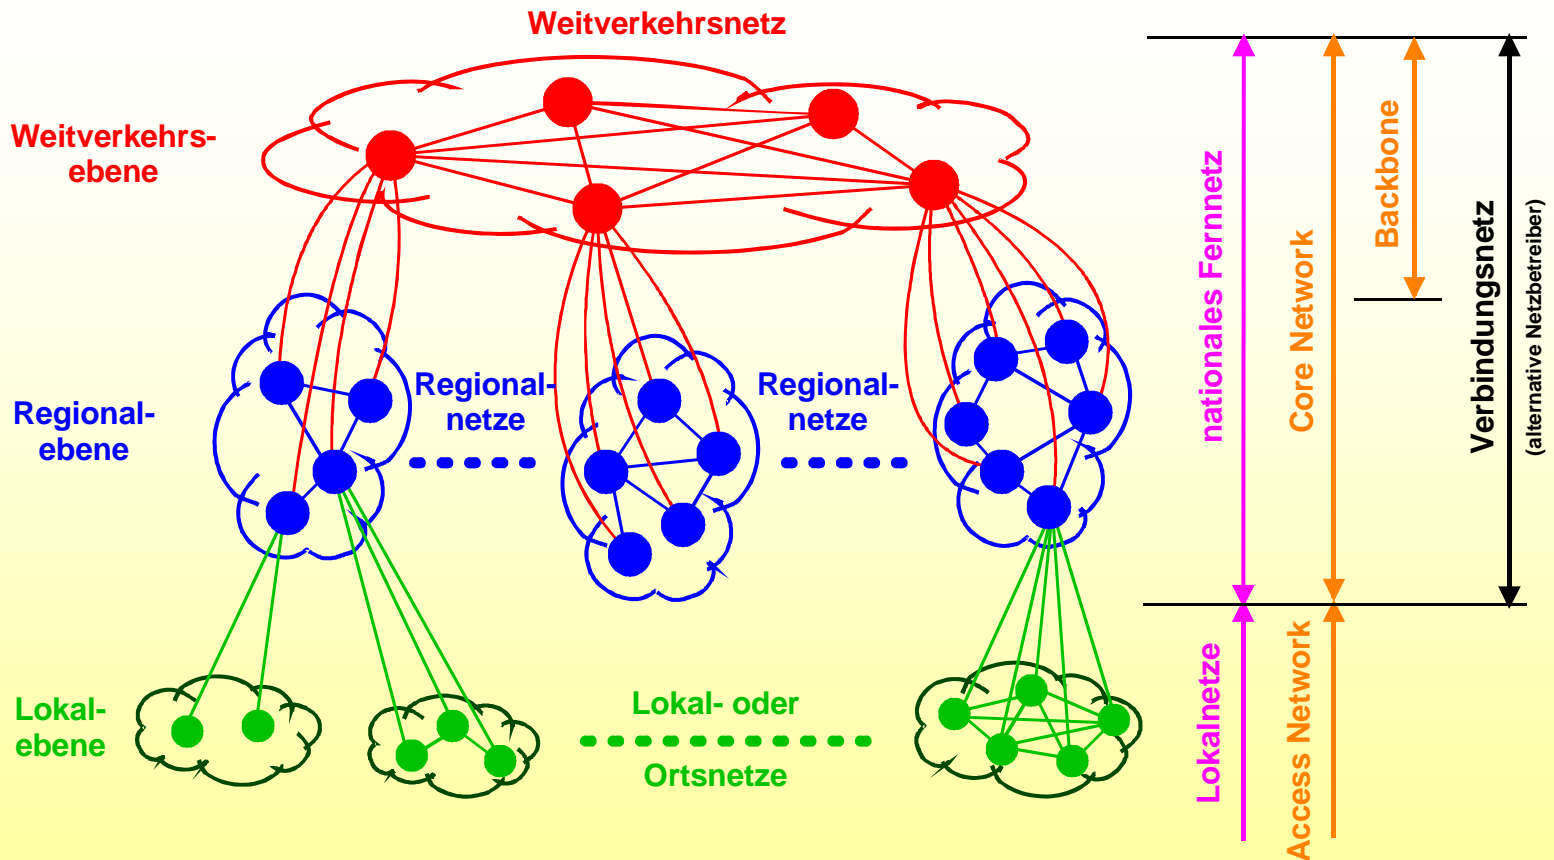 Weitverkehrsnetz
Weitverkehrs-
ebene
Regional-
ebene
Regional-
netze
Regional-
netze
Lokal-
ebene
Lokal- oder
Ortsnetze
nationales Fernnetz
Core Network
Backbone
Verbindungsnetz
(alternative Netzbetreiber)
Lokalnetze
Access Network